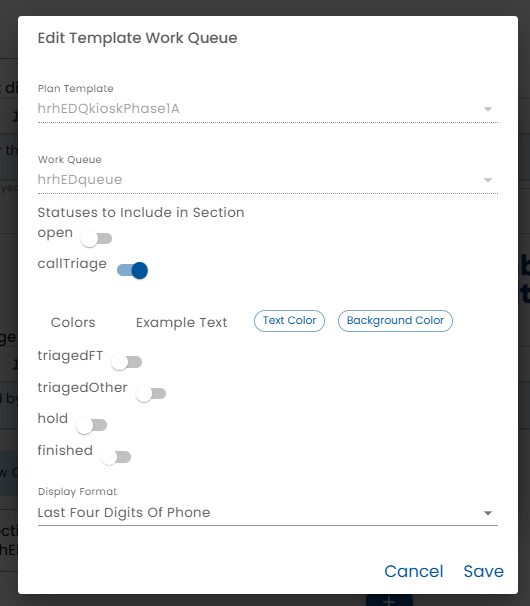 Edit Template Work Queue
Plan Template
hrhEDQkioskPhase1A
Work Queue
hrhEDqueue
Statuses to Include in Section
open
callTriage
Colors Example Text Text Color Background Color
triagedFT
triagedOther
hold
finished
Display Format
Last Four Digits Of Phone
Cancel Save